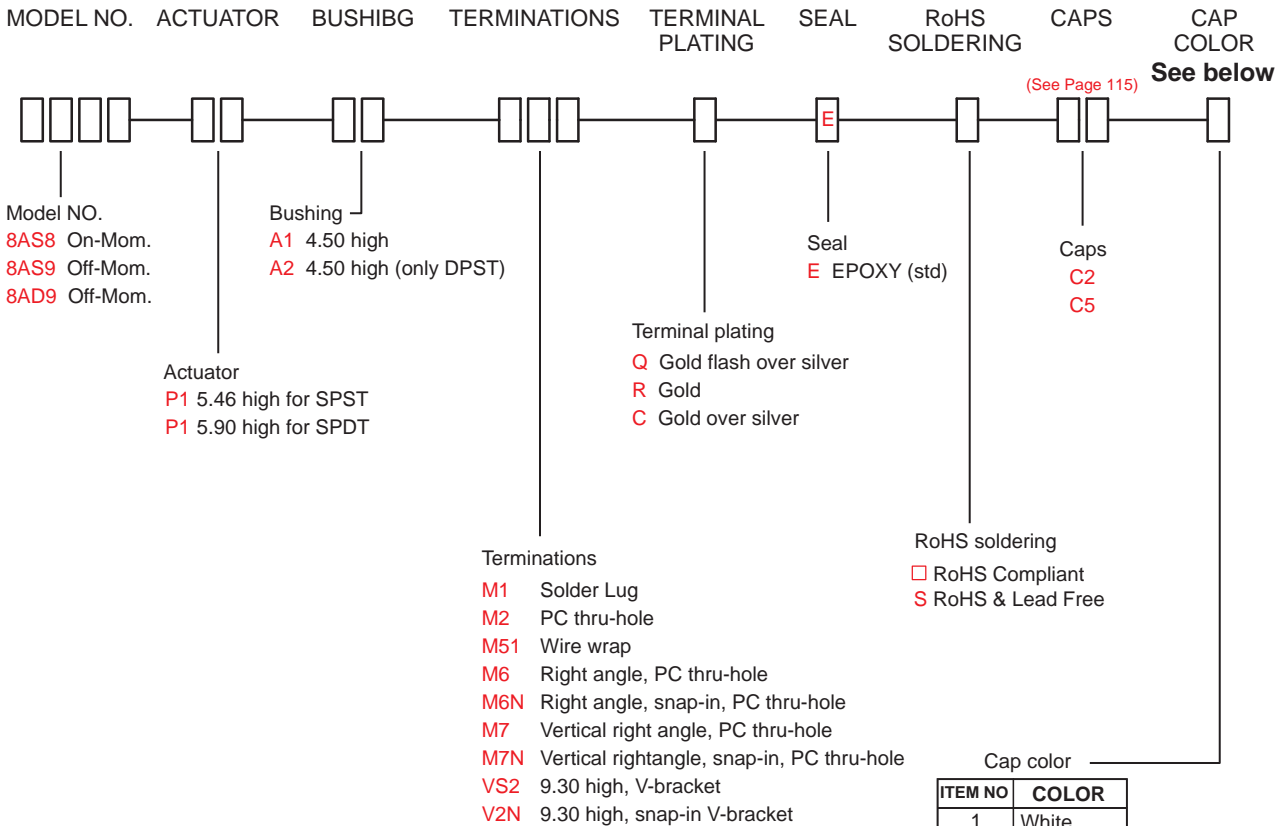 MODEL NO. ACTUATOR BUSHIBG TERMINATIONS TERMINAL PLATING SEAL RoHS SOLDERING CAPS CAP COLOR
See below
(See Page 115)
E
Model NO.
8AS8 On-Mom.
8AS9 Off-Mom.
8AD9 Off-Mom.
Actuator
P1 5.46 high for SPST
P1 5.90 high for SPDT
Bushing
A1 4.50 high
A2 4.50 high (only DPST)
Terminations
M1 Solder Lug
M2 PC thru-hole
M51 Wire wrap
M6 Right angle, PC thru-hole
M6N Right angle, snap-in, PC thru-hole
M7 Vertical right angle, PC thru-hole
M7N Vertical rightangle, snap-in, PC thru-hole
VS2 9.30 high, V-bracket
V2N 9.30 high, snap-in V-bracket
Terminal plating
Q Gold flash over silver
R Gold
C Gold over silver
Seal
E EPOXY (std)
RoHS soldering
□ RoHS Compliant
S RoHS & Lead Free
Caps
C2
C5
Cap color
ITEM NO COLOR
1 White